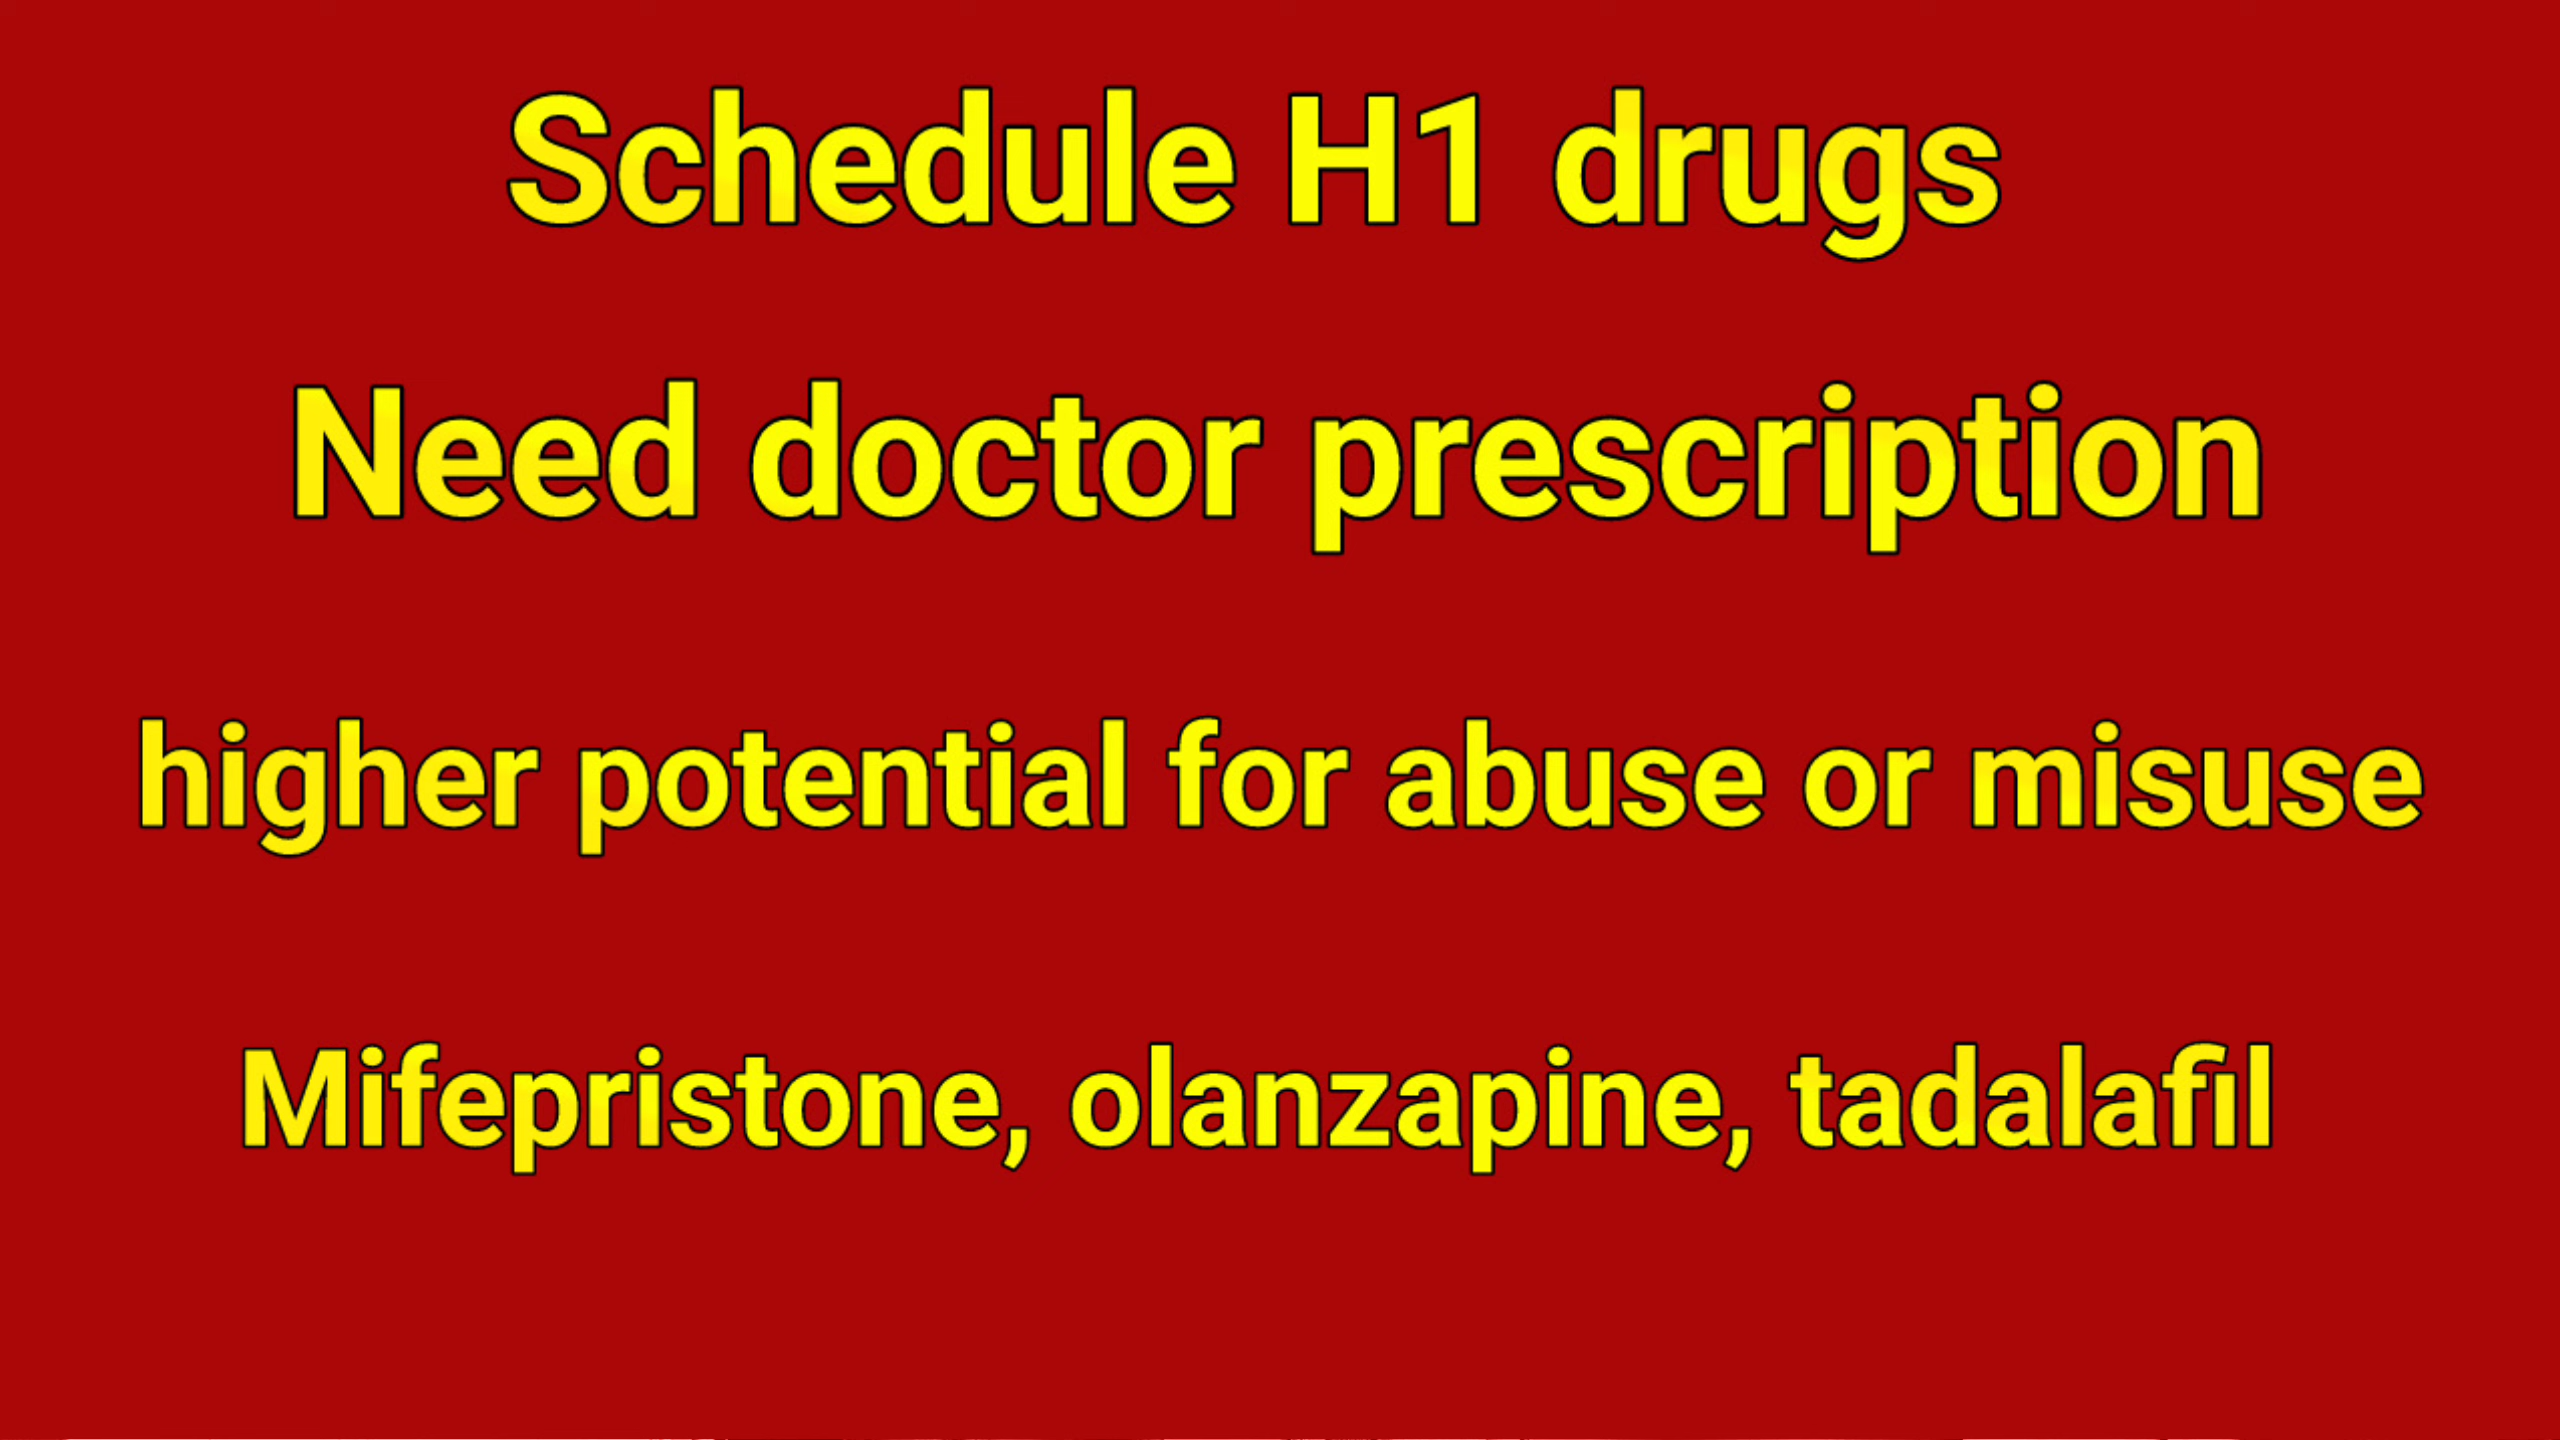 Schedule H1 drugs
Need doctor prescription
higher potential for abuse or misuse
Mifepristone, olanzapine, tadalafil